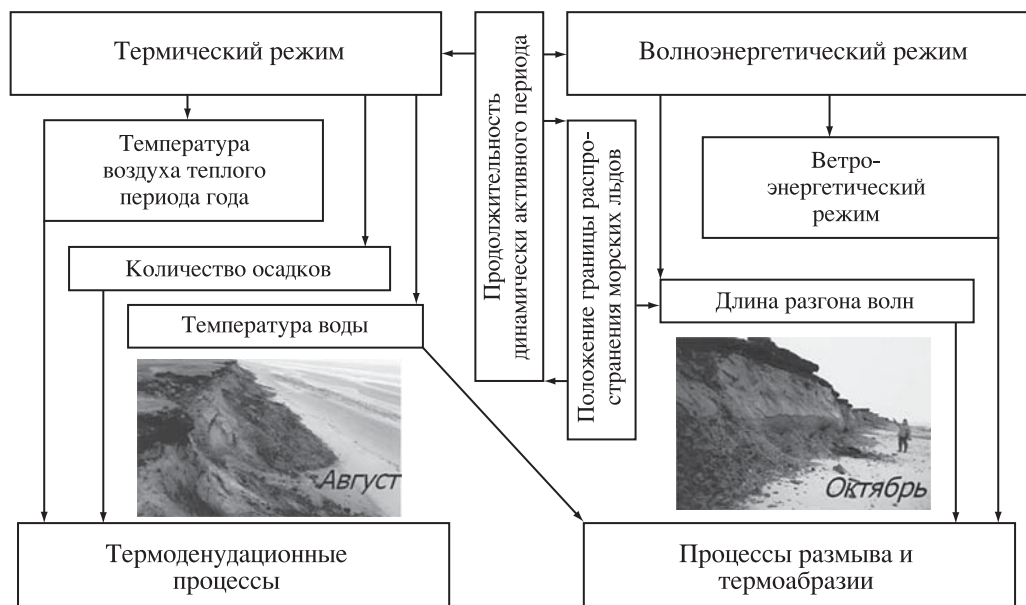 Термический режим
Продолжительность
динамически активного периода
Волноэнергетический режим
Температура
воздуха теплого
периода года
Положение границы распро-
странения морских льдов
Ветро-
энергетический
режим
Количество осадков
Температура воды
Длина разгона волн
Август
Октябрь
Термоденудационные
процессы
Процессы размыва и
термоабразии